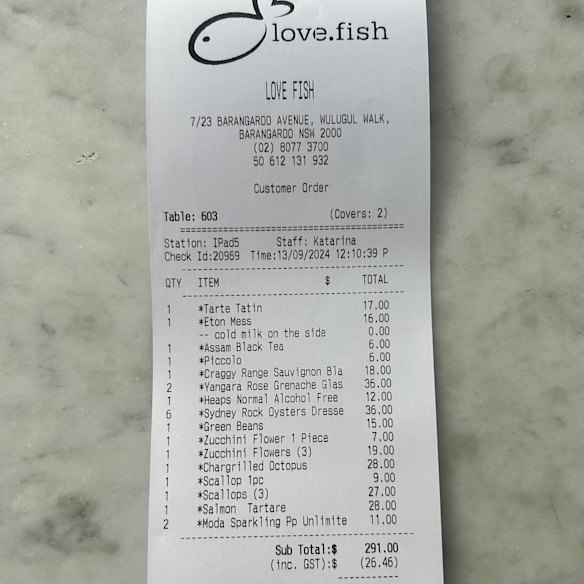 love.fish
LOVE FISH
7/23 BARANGAROO AVENUE, WULUGUL WALK,
BARANGAROO NSW 2000
(02) 8077 3700
50 612 131 932
Customer Order
Table: 603 (Covers: 2)
Station: IPad5 Staff: Katarina
Check Id:20969 Time:13/09/2024 12:10:39 P
QTY ITEM $ TOTAL
1 *Tarte Tatin 17.00
1 *Eton Mess 16.00
-- cold milk on the side 0.00
1 *Assam Black Tea 6.00
1 *Piccolo 6.00
1 *Craggy Range Sauvignon Bla 18.00
2 *Yangara Rose Grenache Glas 36.00
1 *Heaps Normal Alcohol Free 12.00
6 *Sydney Rock Oysters Dresse 36.00
1 *Green Beans 15.00
1 *Zucchini Flower 1 Piece 7.00
1 *Zucchini Flowers (3) 19.00
1 *Chargrilled Octopus 28.00
1 *Scallop 1pc 9.00
1 *Scallops (3) 27.00
1 *Salmon Tartare 28.00
2 *Moda Sparkling Pp Unlimite 11.00
Sub Total:$ 291.00
(inc. GST):$ (26.46)